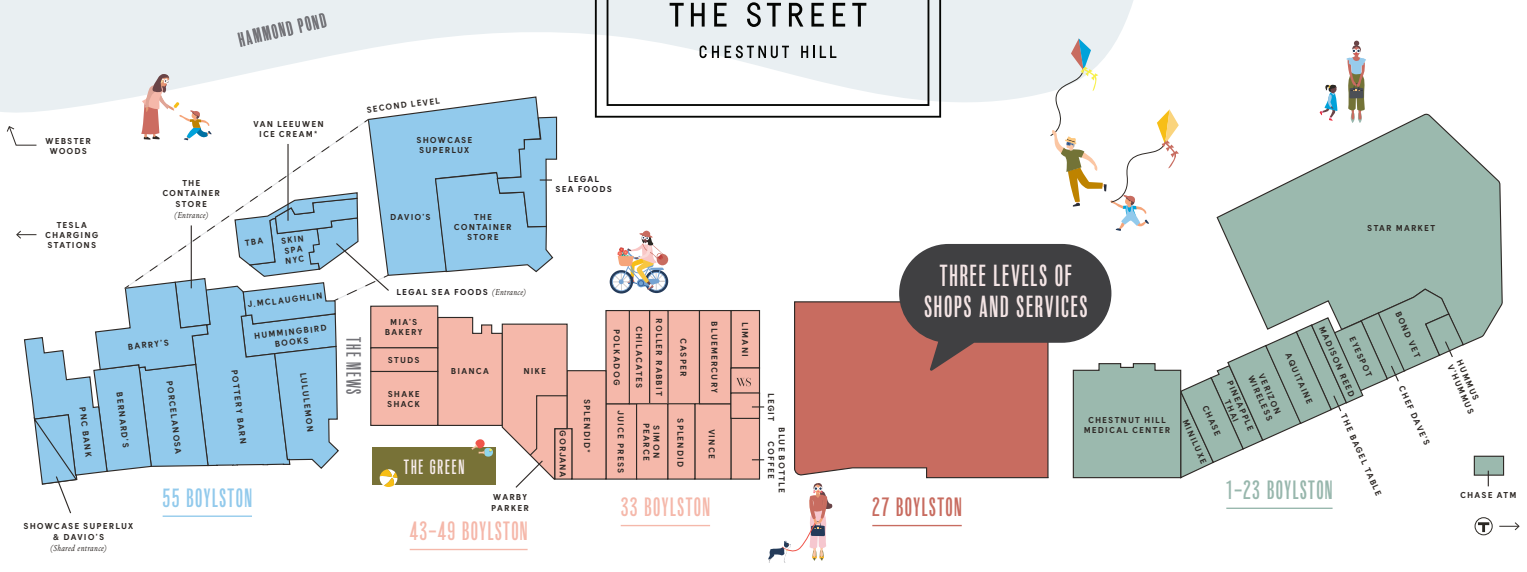 HAMMOND POND
THE STREET
CHESTNUT HILL
WEBSTER
WOODS
TESLA
CHARGING
STATIONS
VAN LEEUWEN
ICE CREAM*
THE
CONTAINER
STORE
(Entrance)
SECOND LEVEL
SHOWCASE
SUPERLUX
LEGAL
SEA FOODS
DAVIO'S
THE
CONTAINER
STORE
TBA
SKIN
SPA
NYC
LEGAL SEA FOODS (Entrance)
J.MCLAUGHLIN
HUMMINGBIRD
BOOKS
BARRY'S
PNC BANK
BERNARD'S
PORCELANOSA
POTTERY BARN
LULULEMON
SHOWCASE SUPERLUX
& DAVIO'S
(Shared entrance)
55 BOYLSTON
THE MEWS
MIA'S
BAKERY
STUDS
SHAKE
SHACK
BIANCA
NIKE
GORJANA
SPLENDID*
THE GREEN
WARBY
PARKER
43-49 BOYLSTON
POLKADOG
CHILACATES
ROLLER RABBIT
CASPER
BLUEMERCURY
LIMANI
WS
JUICE PRESS
SIMON
PEARCE
SPLENDID
VINCE
LEGIT
BLUE BOTTLE
COFFEE
33 BOYLSTON
THREE LEVELS OF
SHOPS AND SERVICES
27 BOYLSTON
CHESTNUT HILL
MEDICAL CENTER
MINILUXE
CHASE
PINEAPPLE
THAI
VERIZON
WIRELESS
AQUITAINE
MADISON REED
THE BAGEL TABLE
EYESPOT
CHEF DAVE'S
BOND VET
HUMMUS
V'HUMMUS
STAR MARKET
1-23 BOYLSTON
CHASE ATM
T